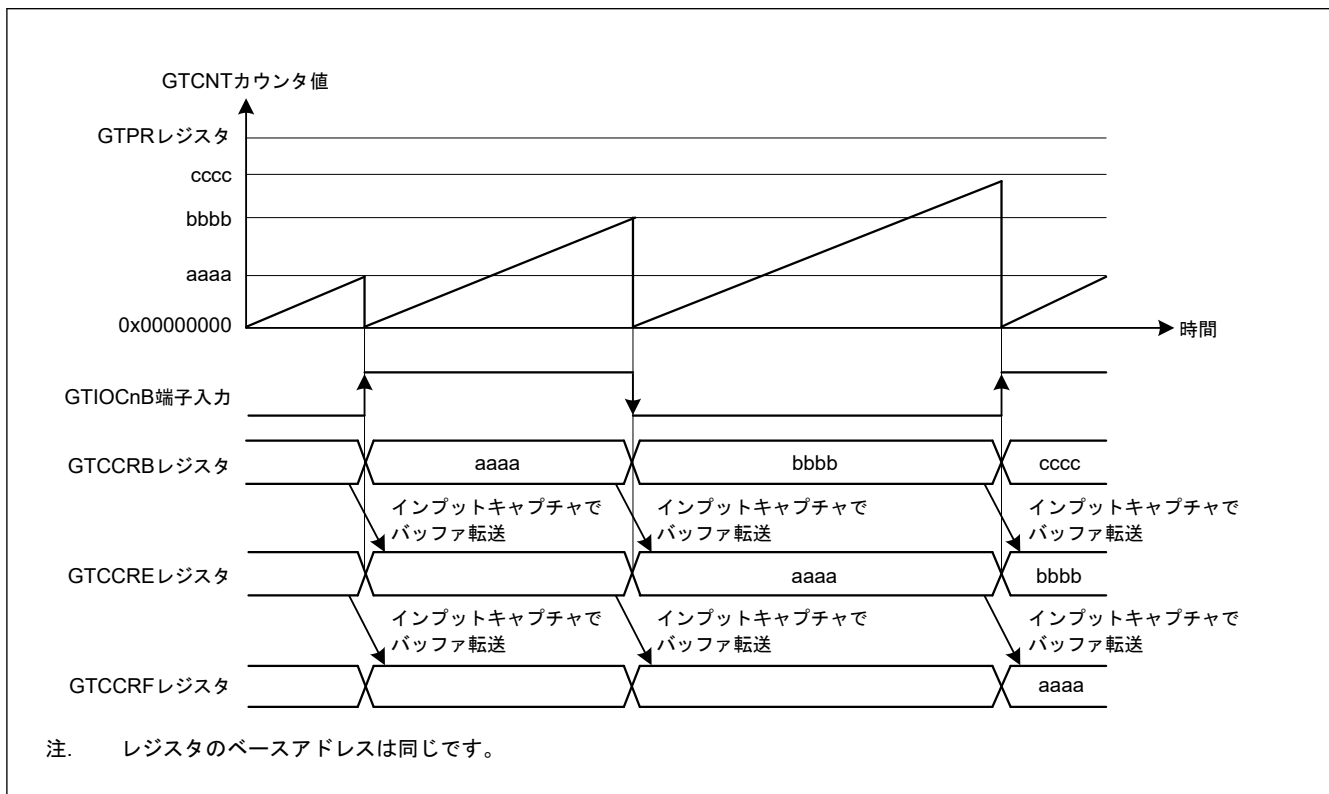 GTCNTカウンタ値
GTPRレジスタ
cccc
bbbb
aaaa
0x00000000
時間
GTIOCnB端子入力
GTCCRBレジスタ
aaaa
bbbb
cccc
インプットキャプチャで
バッファ転送
インプットキャプチャで
バッファ転送
インプットキャプチャで
バッファ転送
GTCCREレジスタ
aaaa
bbbb
インプットキャプチャで
バッファ転送
インプットキャプチャで
バッファ転送
インプットキャプチャで
バッファ転送
GTCCRFレジスタ
aaaa
注. レジスタのベースアドレスは同じです。